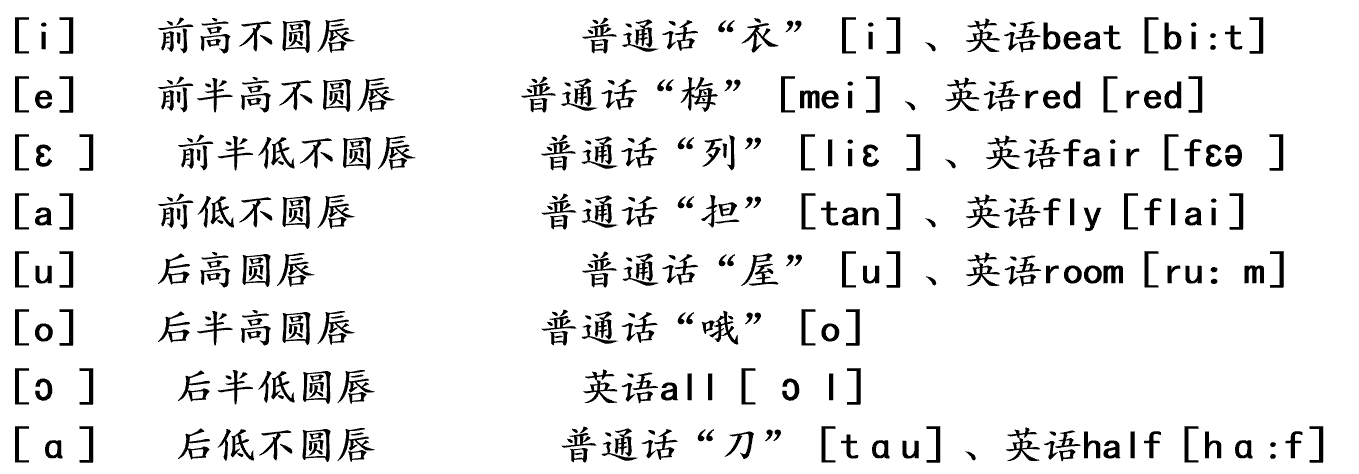 [i] 前高不圆唇 普通话“衣” [i] 、英语beat [bi:t]
[e] 前半高不圆唇 普通话“梅” [mei] 、英语red [red]
[ɛ ] 前半低不圆唇 普通话“列” [liɛ ] 、英语fair [fɛə ]
[a] 前低不圆唇 普通话“担” [tan] 、英语fly [flai]
[u] 后高圆唇 普通话“屋” [u] 、英语room [ru: m]
[o] 后半高圆唇 普通话“哦” [o]
[ɔ ] 后半低圆唇 英语all [ ɔ l]
[ ɑ ] 后低不圆唇 普通话“刀” [t ɑ u] 、英语half [h ɑ :f]